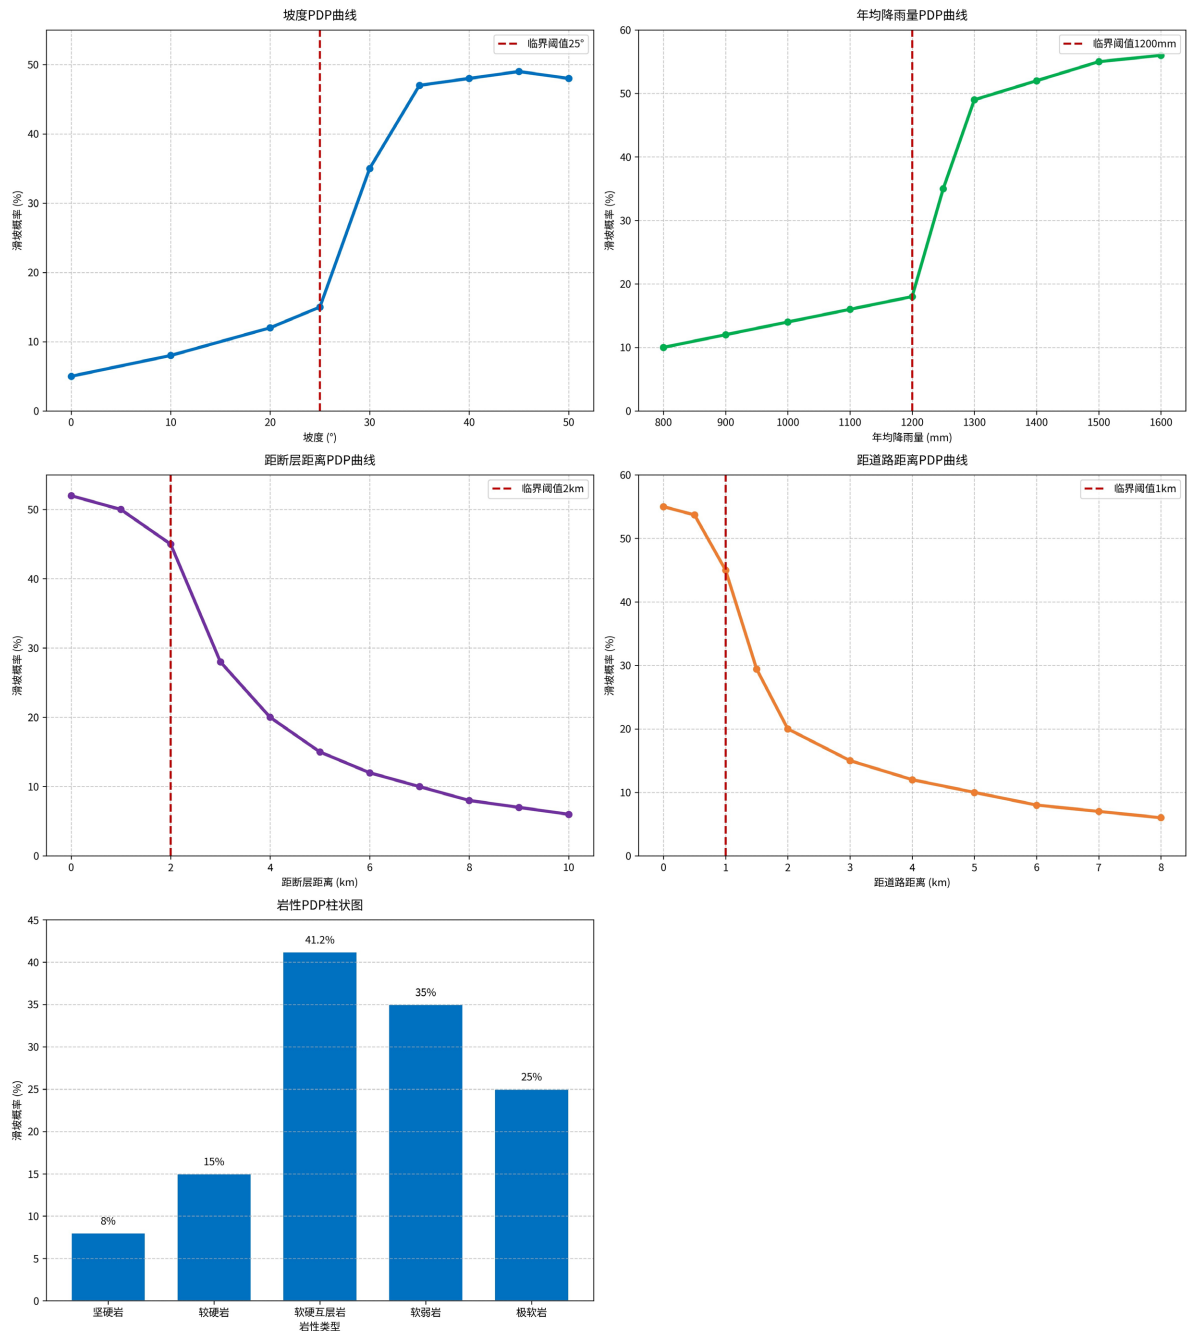 坡度PDP曲线
临界阈值25°
50
40
30
20
10
0
滑坡概率 (%)
0 10 20 30 40 50
坡度 (°)
年均降雨量PDP曲线
临界阈值1200mm
60
50
40
30
20
10
0
滑坡概率 (%)
800 900 1000 1100 1200 1300 1400 1500 1600
年均降雨量 (mm)
距断层距离PDP曲线
临界阈值2km
50
40
30
20
10
0
滑坡概率 (%)
0 2 4 6 8 10
距断层距离 (km)
距道路距离PDP曲线
临界阈值1km
60
50
40
30
20
10
0
滑坡概率 (%)
0 1 2 3 4 5 6 7 8
距道路距离 (km)
岩性PDP柱状图
45
40
35
30
25
20
15
10
5
0
滑坡概率 (%)
8%
15%
41.2%
35%
25%
坚硬岩 较硬岩 软硬互层岩 软弱岩 极软岩
岩性类型